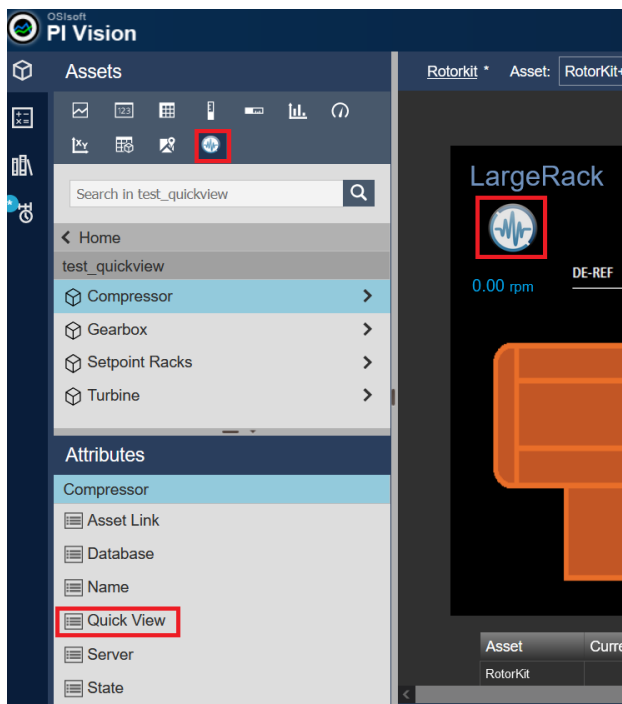 OSIsoft
PI Vision
Assets
Rotorkit * Asset: RotorKit+
123
Search in test_quickview
Home
test_quickview
Compressor
Gearbox
Setpoint Racks
Turbine
Attributes
Compressor
Asset Link
Database
Name
Quick View
Server
State
LargeRack
0.00 rpm
DE-REF
Asset Curre
RotorKit